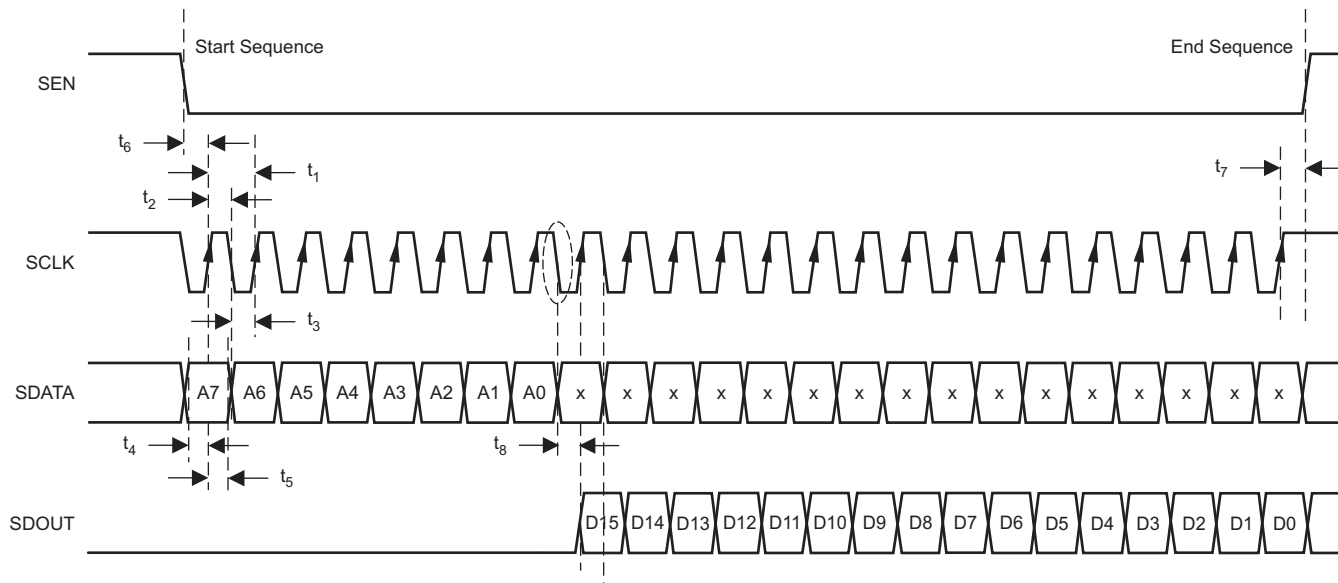 Start Sequence
End Sequence
SEN
t6
t1
t7
t2
SCLK
t3
SDATA
A7 A6 A5 A4 A3 A2 A1 A0 x x x x x x x x x x x x x x x x
t4
t8
t5
SDOUT
D15 D14 D13 D12 D11 D10 D9 D8 D7 D6 D5 D4 D3 D2 D1 D0